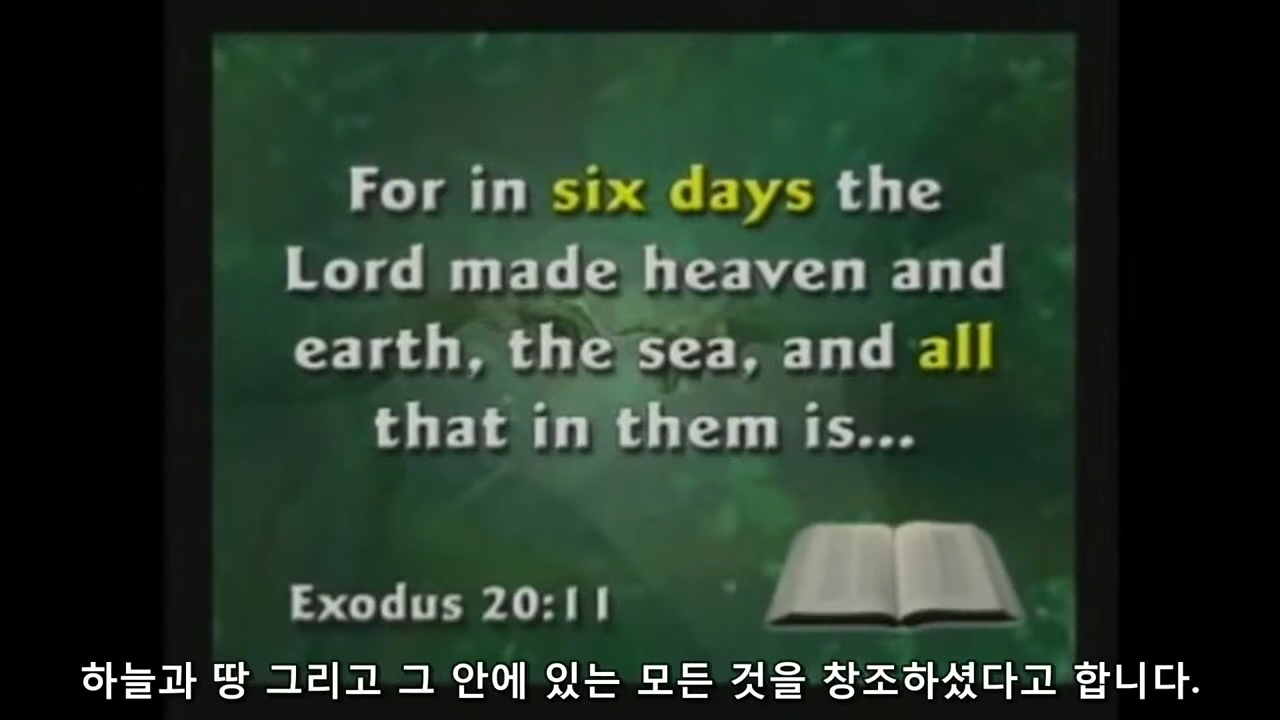 For in six days the
Lord made heaven and
earth, the sea, and all
that in them is...
Exodus 20:11
하늘과 땅 그리고 그 안에 있는 모든 것을 창조하셨다고 합니다.